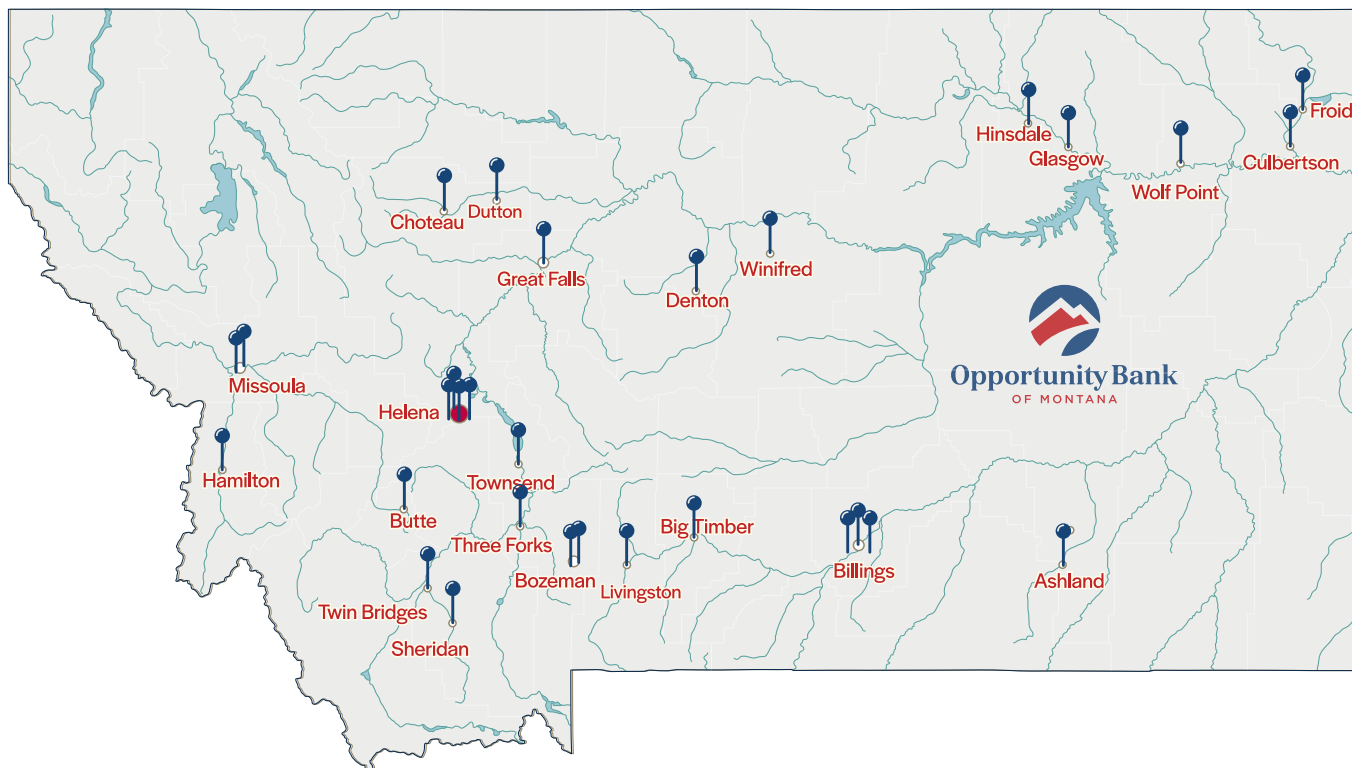 Froid
Hinsdale
Glasgow
Culbertson
Wolf Point
Choteau
Dutton
Great Falls
Winifred
Denton
Opportunity Bank
OF MONTANA
Missoula
Helena
Hamilton
Townsend
Butte
Three Forks
Big Timber
Bozeman
Livingston
Billings
Ashland
Twin Bridges
Sheridan